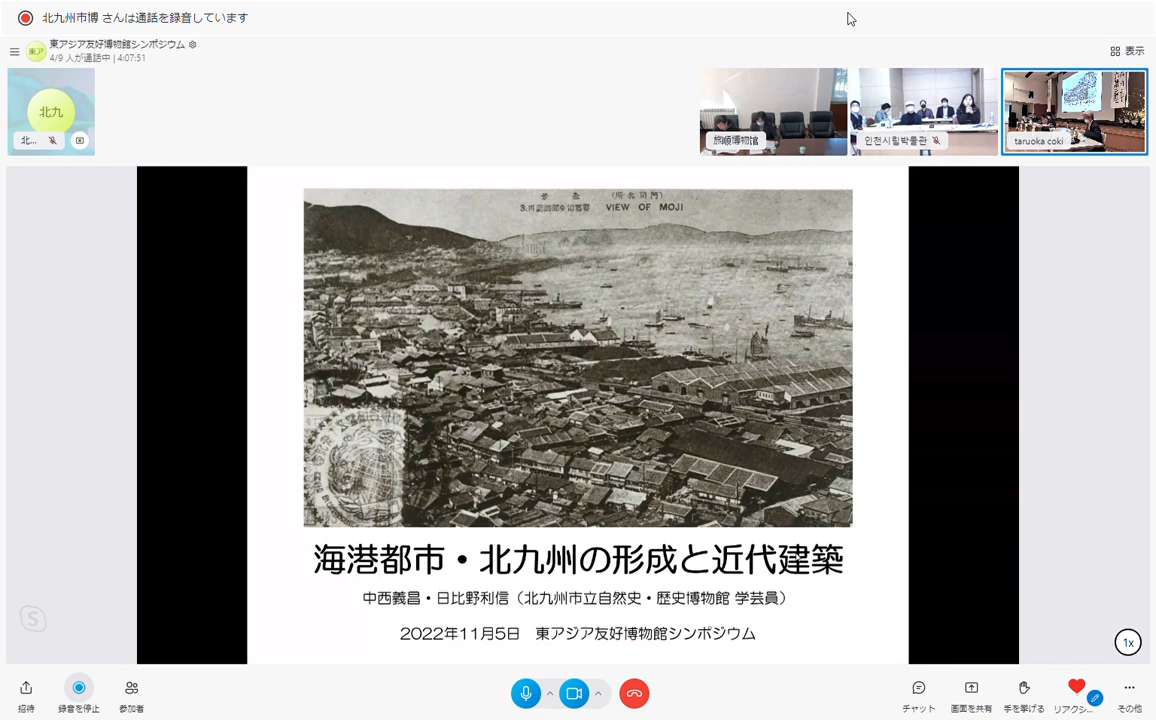 北九州市博 さんは通話を録音しています
東アジア友好博物館シンポジウム
4/9 人が通話中 | 4:07:51
表示
東ア
北九
北...
旅順博物館
인천시립박물관
taruoka coki
VIEW OF MOJI
海港都市・北九州の形成と近代建築
中西義昌・日比野利信（北九州市立自然史・歴史博物館 学芸員）
2022年11月5日 東アジア友好博物館シンポジウム
1x
招待
録音を停止
参加者
チャット
画面を共有
手を挙げる
リアクシ...
その他